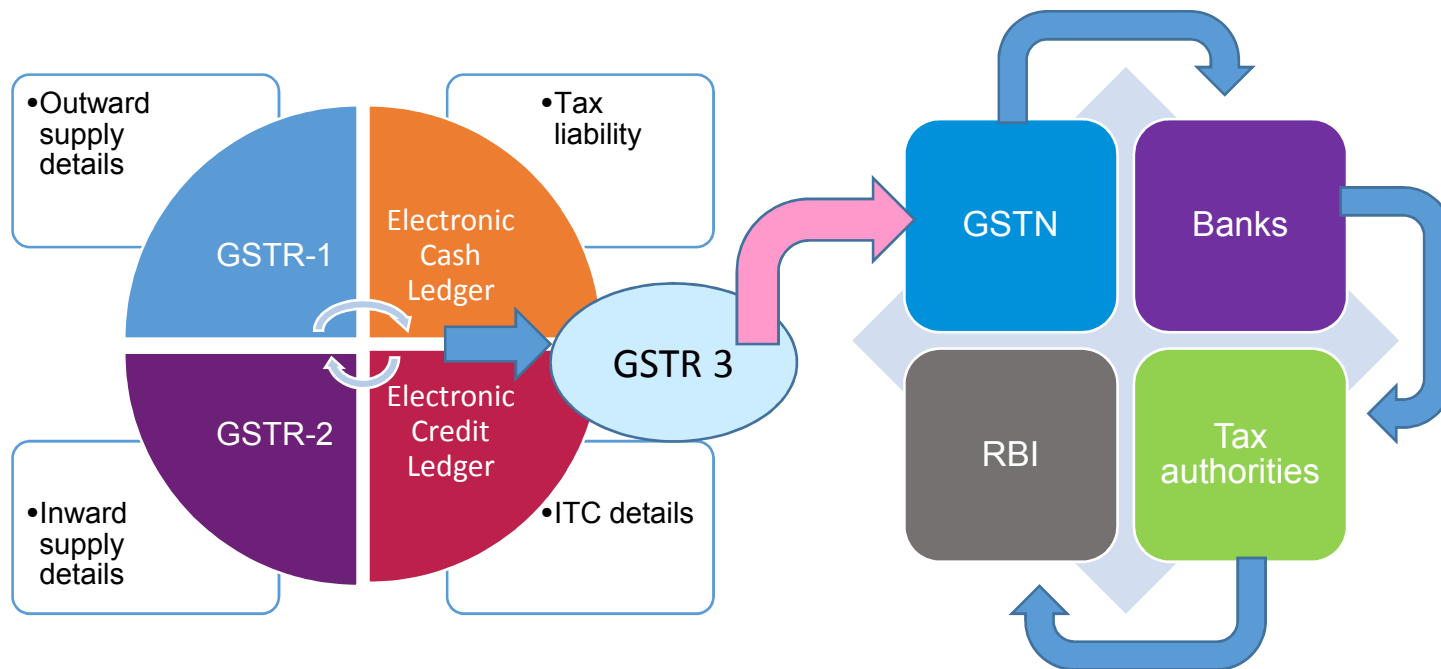 •Outward
supply
details
•Tax
liability
GSTR-1
Electronic
Cash
Ledger
GSTR-2
Electronic
Credit
Ledger
•Inward
supply
details
•ITC details
GSTR 3
GSTN
Banks
RBI
Tax
authorities